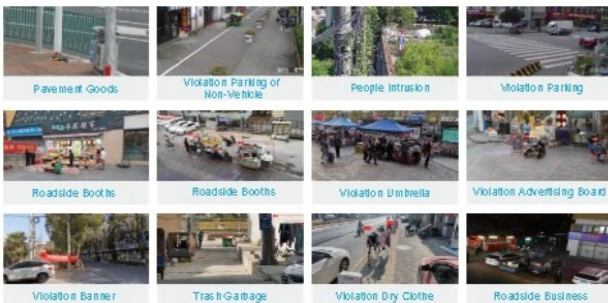 Pavement Goods
Violation Parking of
Non-Vehicle
People Intrusion
Violation Parking
Roadside Booths
Roadside Booths
Violation Umbrella
Violation Advertising Board
Violation Banner
Trash Garbage
Violation Dry Clothe
Roadside Business